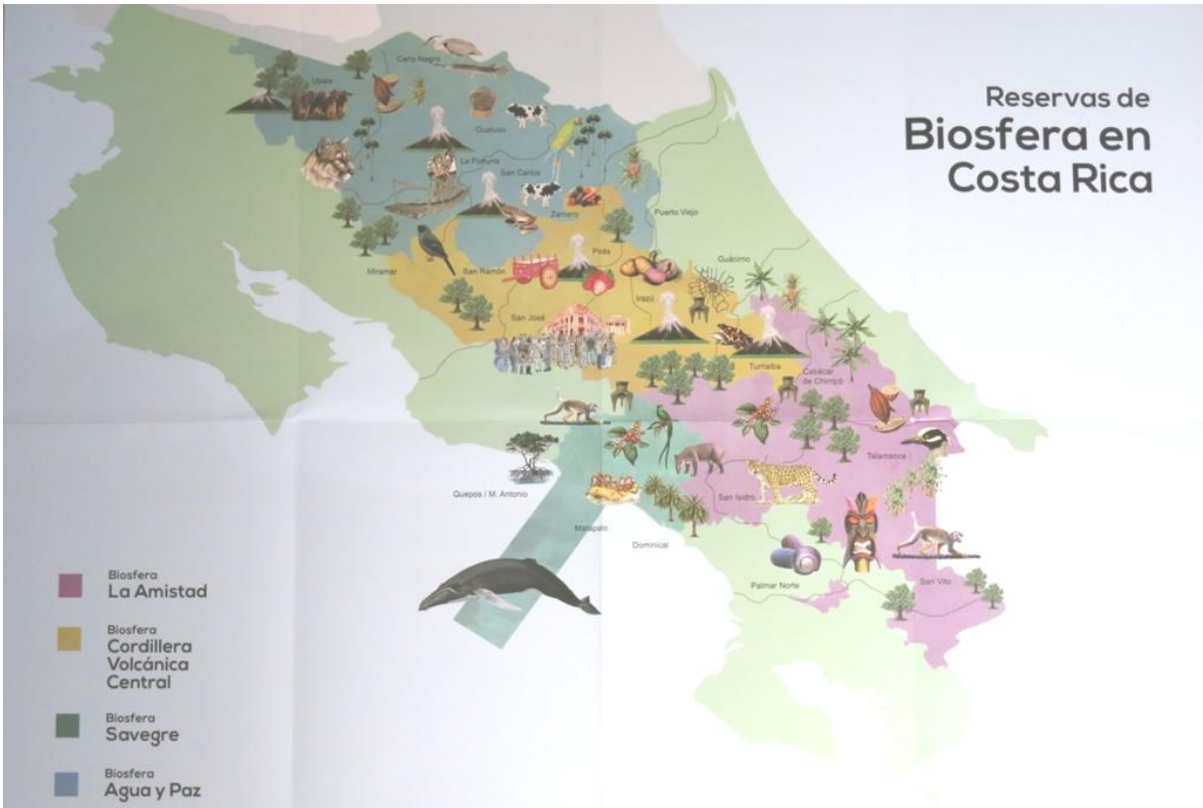 Reservas de
Biosfera en
Costa Rica
Caño Negro
Upala
Guatuso
La Fortuna
San Carlos
Zarcero
Puerto Viejo
Poás
Guácimo
Miramar
San Ramón
Irazú
San José
Turrialba
Cabécar
de Chirripó
Talamanca
Quepos / M. Antonio
San Isidro
Matapalo
Dominical
Palmar Norte
San Vito
Biosfera
La Amistad
Biosfera
Cordillera
Volcánica
Central
Biosfera
Savegre
Biosfera
Agua y Paz